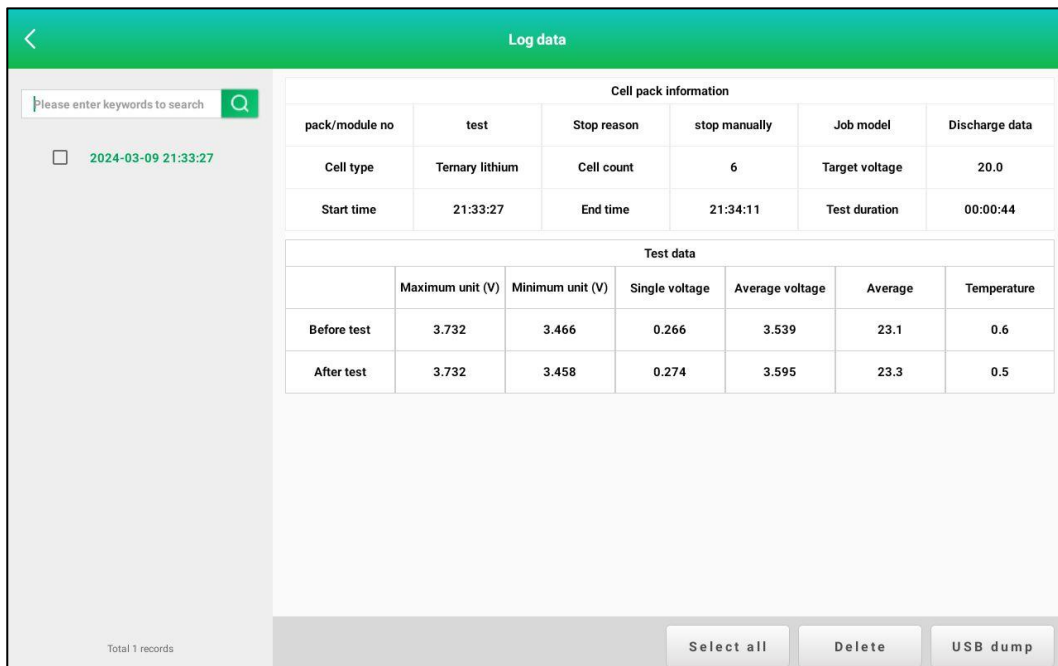 Log data
Please enter keywords to search
2024-03-09 21:33:27
Total 1 records
Cell pack information
pack/module no test Stop reason stop manually Job model Discharge data
Cell type Ternary lithium Cell count 6 Target voltage 20.0
Start time 21:33:27 End time 21:34:11 Test duration 00:00:44
Test data
Maximum unit (V) Minimum unit (V) Single voltage Average voltage Average Temperature
Before test 3.732 3.466 0.266 3.539 23.1 0.6
After test 3.732 3.458 0.274 3.595 23.3 0.5
Select all Delete USB dump